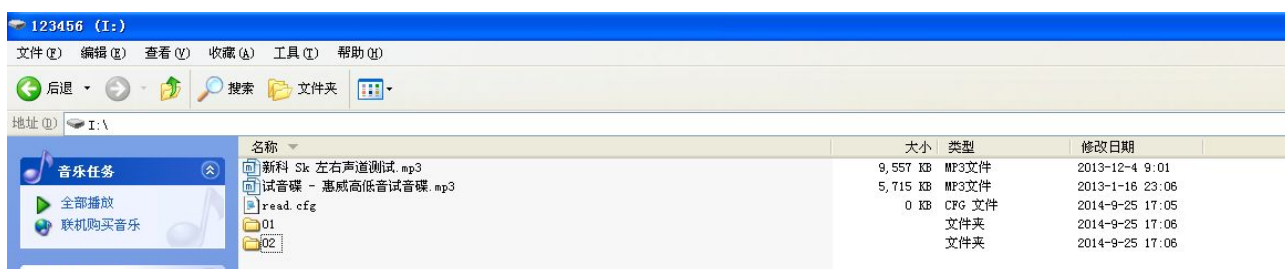 123456 (I:)
文件(F) 编辑(E) 查看(V) 收藏(A) 工具(T) 帮助(H)
后退 搜索 文件夹
地址(D) I:\
音乐任务
全部播放
联机购买音乐
名称 大小 类型 修改日期
新科 Sk 左右声道测试.mp3 9,557 KB MP3文件 2013-12-4 9:01
试音碟 - 惠威高低音试音碟.mp3 5,715 KB MP3文件 2013-1-16 23:06
read.cfg 0 KB CFG 文件 2014-9-25 17:05
01 文件夹 2014-9-25 17:06
02 文件夹 2014-9-25 17:06